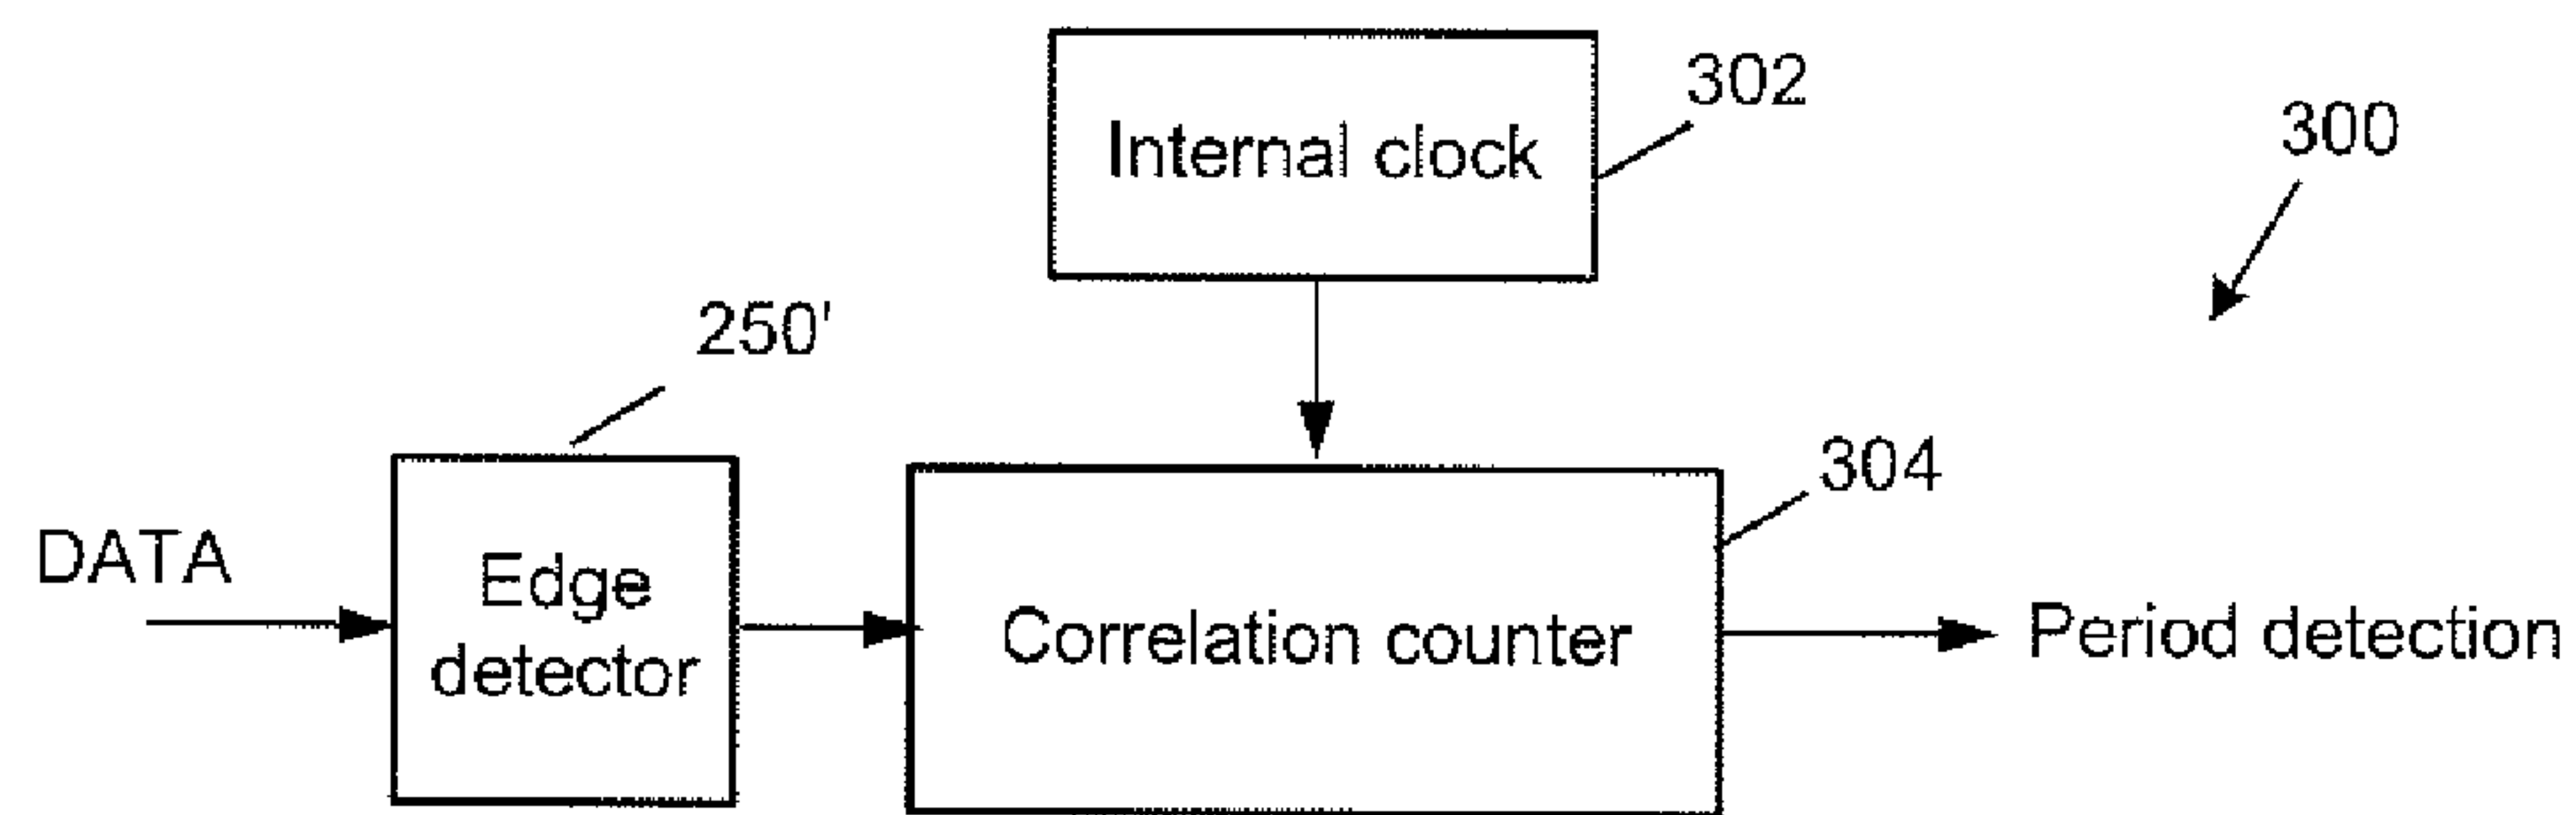 Internal clock
302
300
250'
304
DATA
Edge
detector
Correlation counter
Period detection